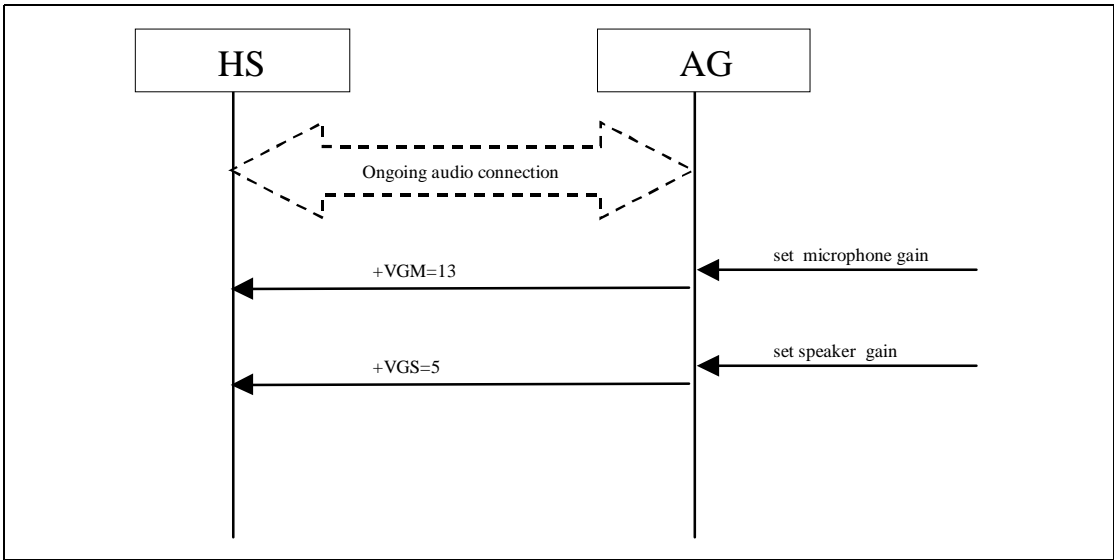 HS
AG
Ongoing audio connection
set microphone gain
+VGM=13
set speaker gain
+VGS=5